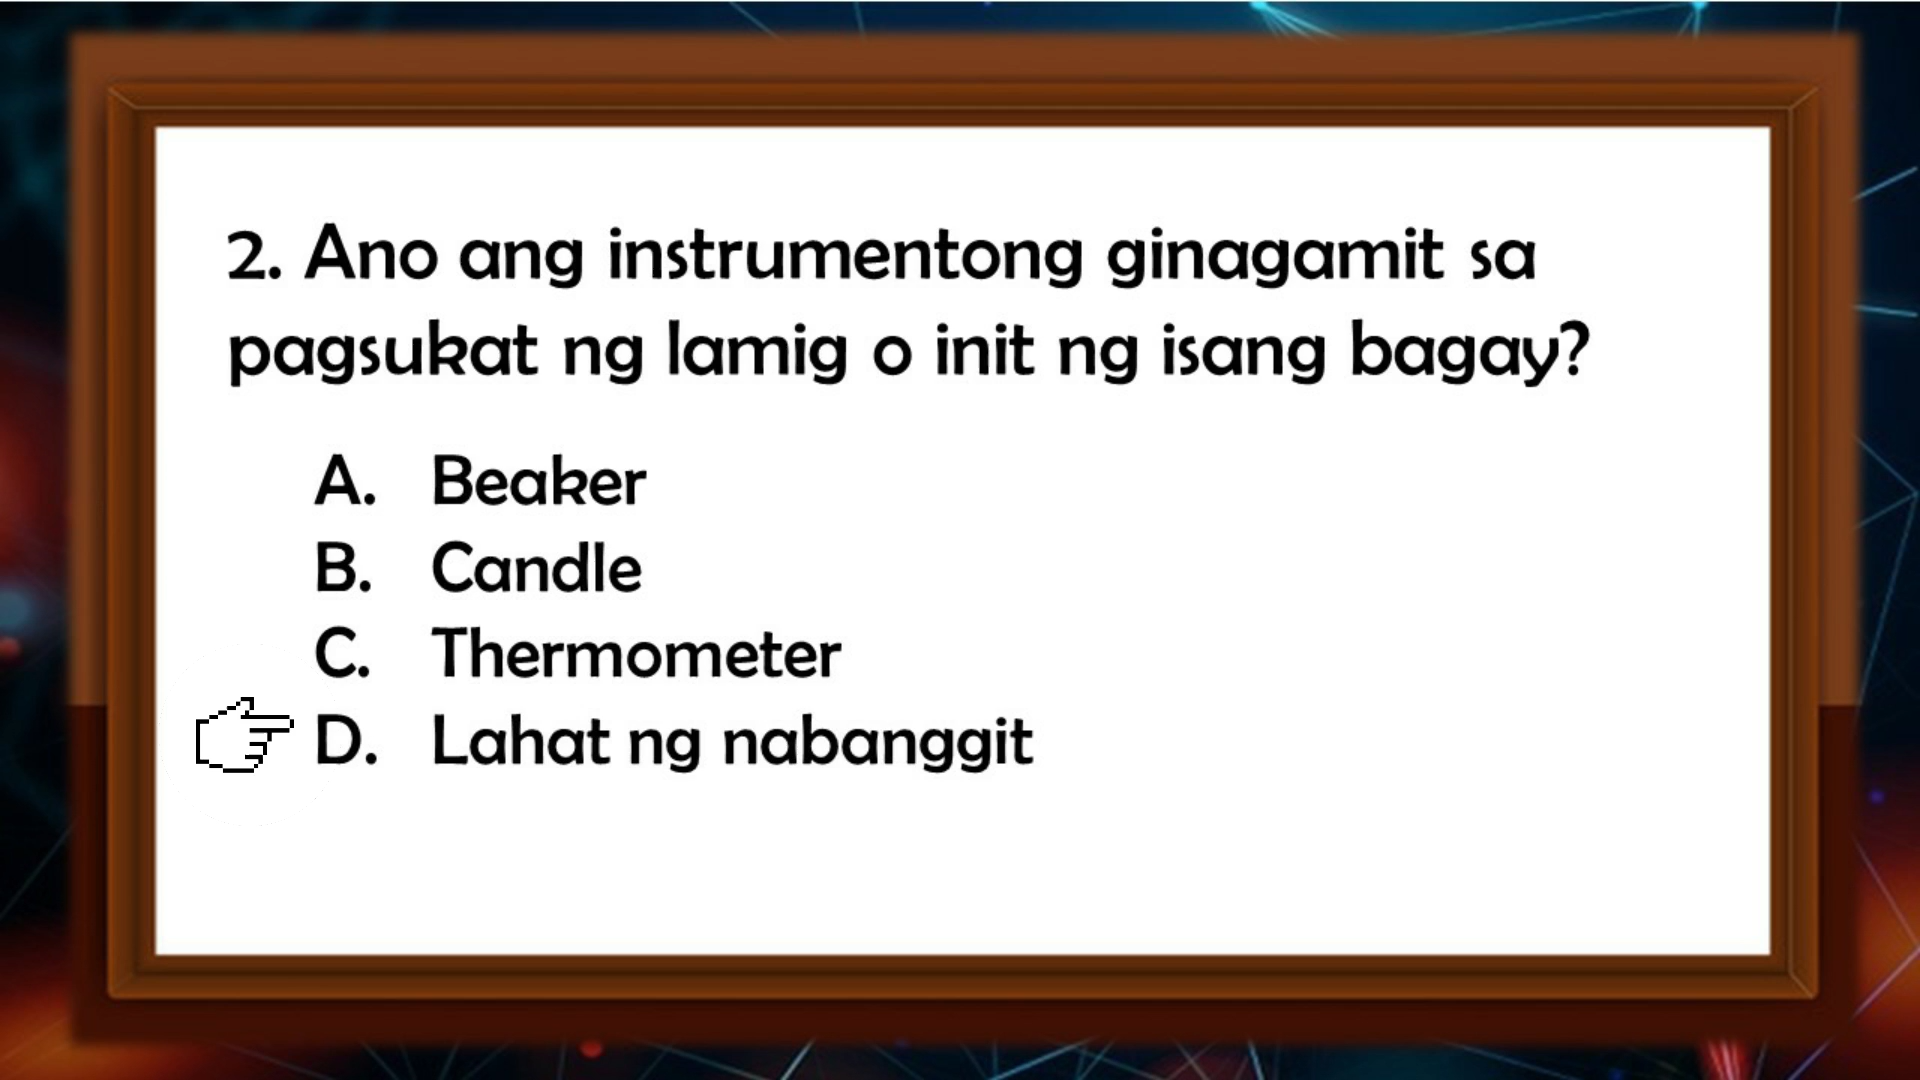 2. Ano ang instrumentong ginagamit sa
pagsukat ng lamig o init ng isang bagay?
A. Beaker
B. Candle
C. Thermometer
D. Lahat ng nabanggit